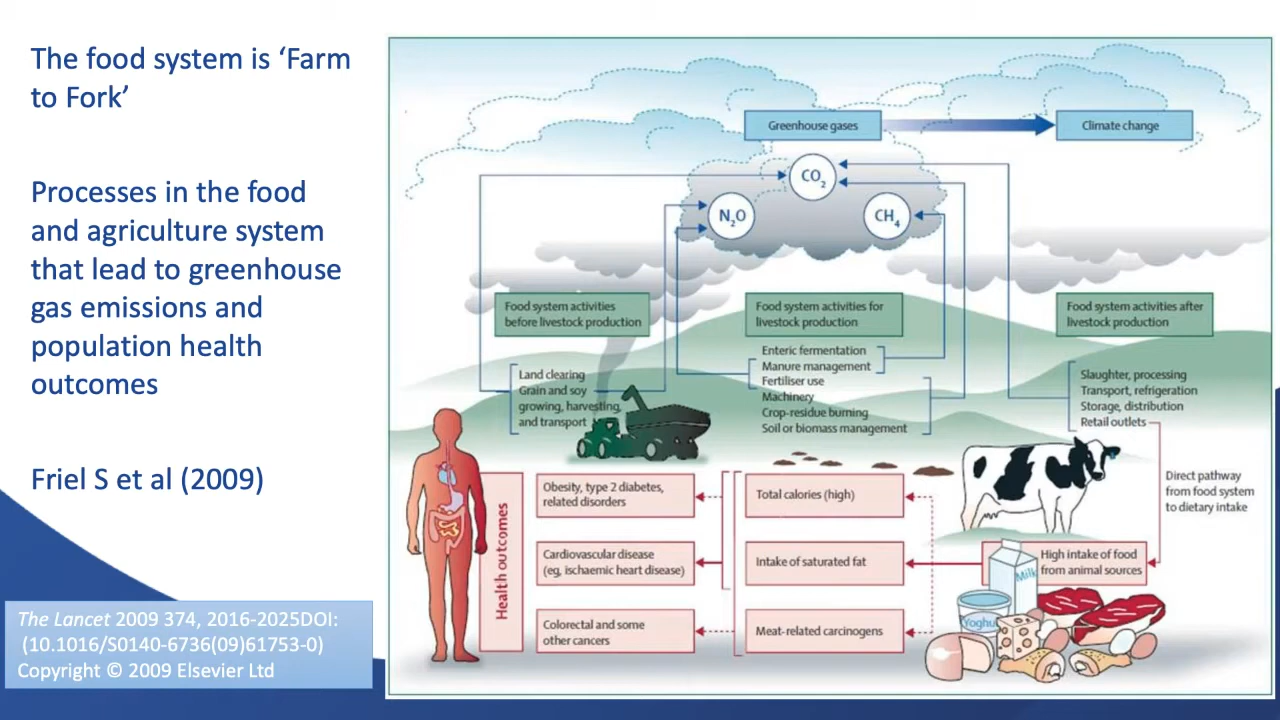 The food system is ‘Farm
to Fork’
Processes in the food
and agriculture system
that lead to greenhouse
gas emissions and
population health
outcomes
Friel S et al (2009)
The Lancet 2009 374, 2016-2025DOI:
(10.1016/S0140-6736(09)61753-0)
Copyright © 2009 Elsevier Ltd
Greenhouse gases
Climate change
CO₂
N₂O
CH₄
Food system activities
before livestock production
Food system activities for
livestock production
Food system activities after
livestock production
Land clearing
Grain and soy
growing, harvesting,
and transport
Enteric fermentation
Manure management
Fertiliser use
Machinery
Crop-residue burning
Soil or biomass management
Slaughter, processing
Transport, refrigeration
Storage, distribution
Retail outlets
Direct pathway
from food system
to dietary intake
Health outcomes
Obesity, type 2 diabetes,
related disorders
Cardiovascular disease
(eg, ischaemic heart disease)
Colorectal and some
other cancers
Total calories (high)
Intake of saturated fat
Meat-related carcinogens
High intake of food
from animal sources
Milk
Yoghu